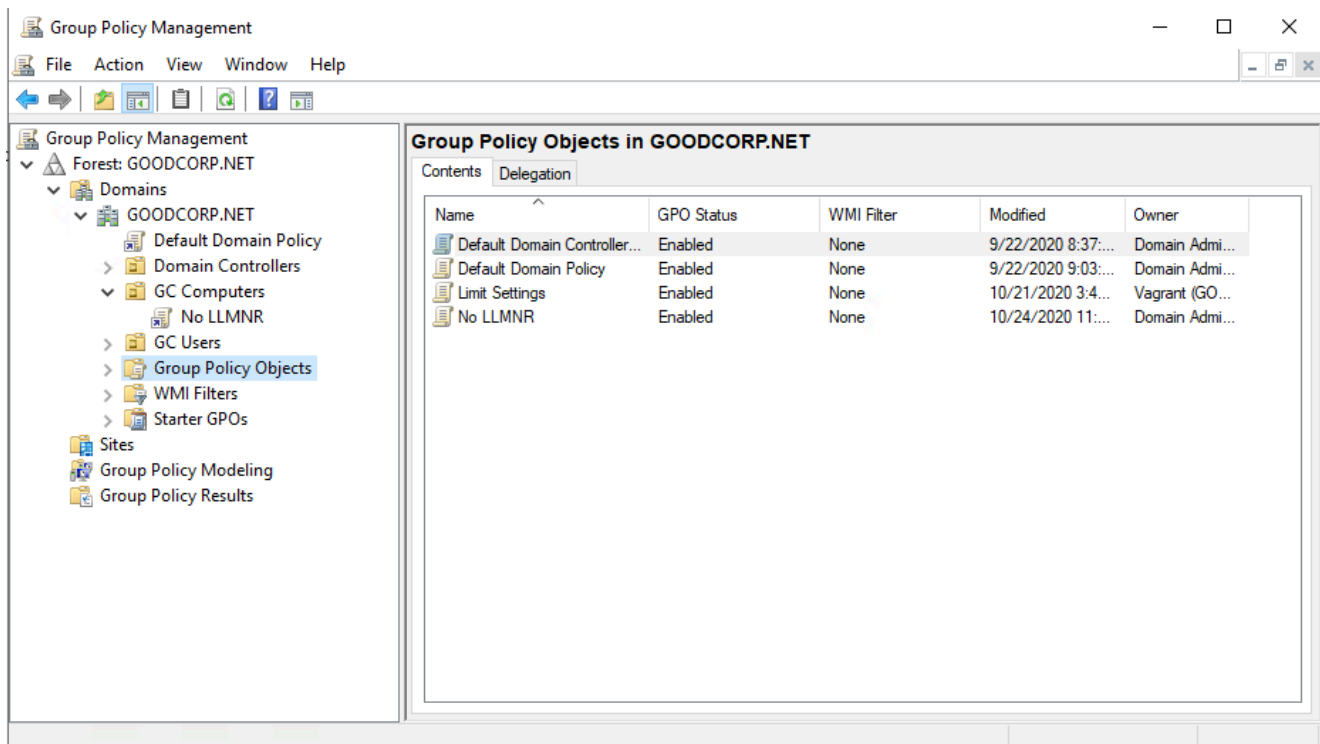 Group Policy Management
File Action View Window Help
Group Policy Management
Forest: GOODCORP.NET
Domains
GOODCORP.NET
Default Domain Policy
Domain Controllers
GC Computers
No LLMNR
GC Users
Group Policy Objects
WMI Filters
Starter GPOs
Sites
Group Policy Modeling
Group Policy Results
Group Policy Objects in GOODCORP.NET
Contents Delegation
Name GPO Status WMI Filter Modified Owner
Default Domain Controller... Enabled None 9/22/2020 8:37:... Domain Admi...
Default Domain Policy Enabled None 9/22/2020 9:03:... Domain Admi...
Limit Settings Enabled None 10/21/2020 3:4... Vagrant (GO...
No LLMNR Enabled None 10/24/2020 11:... Domain Admi...